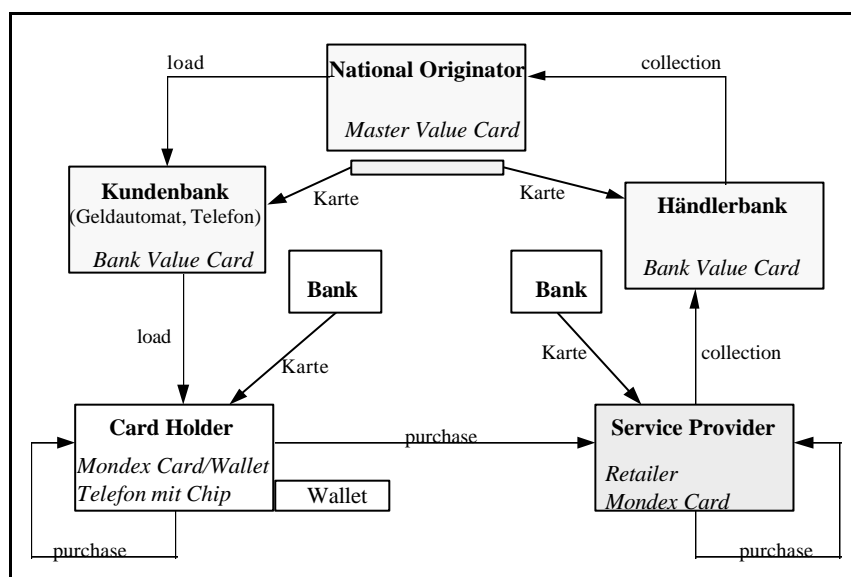 load
National Originator
collection
Master Value Card
Kundenbank
(Geldautomat, Telefon)
Bank Value Card
Karte
Karte
Händlerbank
Bank Value Card
Bank
Bank
load
Karte
Karte
collection
Card Holder
Mondex Card/Wallet
Telefon mit Chip
purchase
Service Provider
Retailer
Mondex Card
Wallet
purchase
purchase